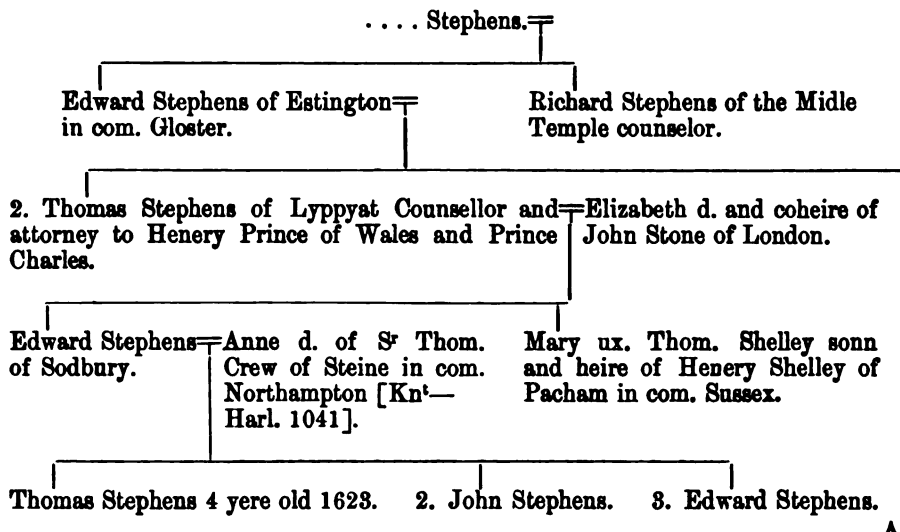 .... Stephens.
Edward Stephens of Estington
in com. Gloster.
Richard Stephens of the Midle
Temple counselor.
2. Thomas Stephens of Lyppyat Counsellor and
attorney to Henery Prince of Wales and Prince
Charles.
Elizabeth d. and coheire of
John Stone of London.
Edward Stephens
of Sodbury.
Anne d. of Sʳ Thom.
Crew of Steine in com.
Northampton [Knᵗ—
Harl. 1041].
Mary ux. Thom. Shelley sonn
and heire of Henery Shelley of
Pacham in com. Sussex.
Thomas Stephens 4 yere old 1623.
2. John Stephens.
3. Edward Stephens.
A